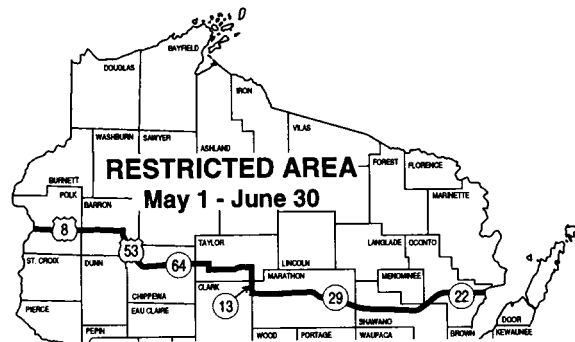 BAYFIELD
DOUGLAS
IRON
VILAS
WASHBURN SAWYER
ASHLAND
FOREST FLORENCE
RESTRICTED AREA
BURNETT
POLK
MARINETTE
May 1 - June 30
BARRON
8
53
TAYLOR
LANGLADE OCONTO
ST. CROIX
DUNN
64
LINCOLN
MARATHON
MENOMINEE
CLARK
CHIPPEWA
13
29
22
PIERCE
EAU CLAIRE
SHAWANO
DOOR
PEPIN
WOOD PORTAGE WAUPACA
BROWN KEWAUNEE